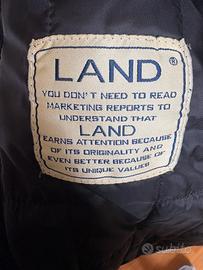 LAND®
YOU DON'T NEED TO READ
MARKETING REPORTS TO
UNDERSTAND THAT
LAND
EARNS ATTENTION BECAUSE
OF ITS ORIGINALITY AND
EVEN BETTER BECAUSE OF
ITS UNIQUE VALUES
subito